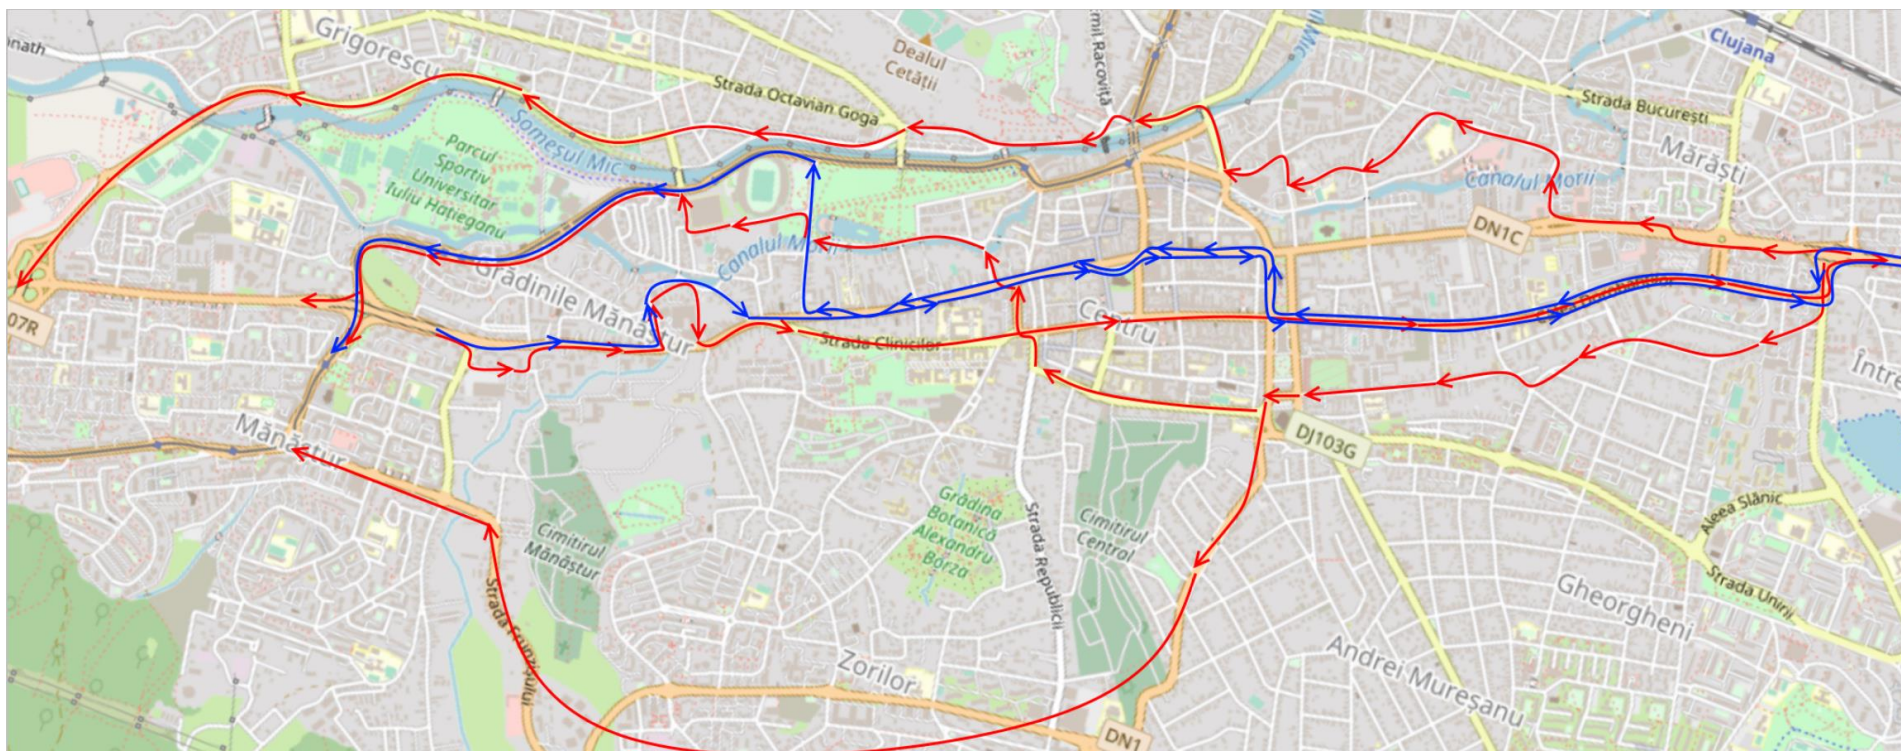 Grigorescu
Strada Octavian Goga
Dealul
Cetății
Clujana
Strada București
Mărăști
Someșul Mic
Parcul
Sportiv
Universitar
Iuliu Hațieganu
Canalul Morii
Canalul Morii
DN1C
Grădinile Mănăștur
07R
Centru
Strada Clinicilor
Mănăștur
DJ103G
Grădina
Botanică
Alexandru
Borza
Cimitirul
Mănăștur
Cimitirul
Central
Strada Republicii
Aleea Slănic
Strada Unirii
Gheorgheni
Andrei Mureșanu
Strada Frunzișului
Zorilor
DN1